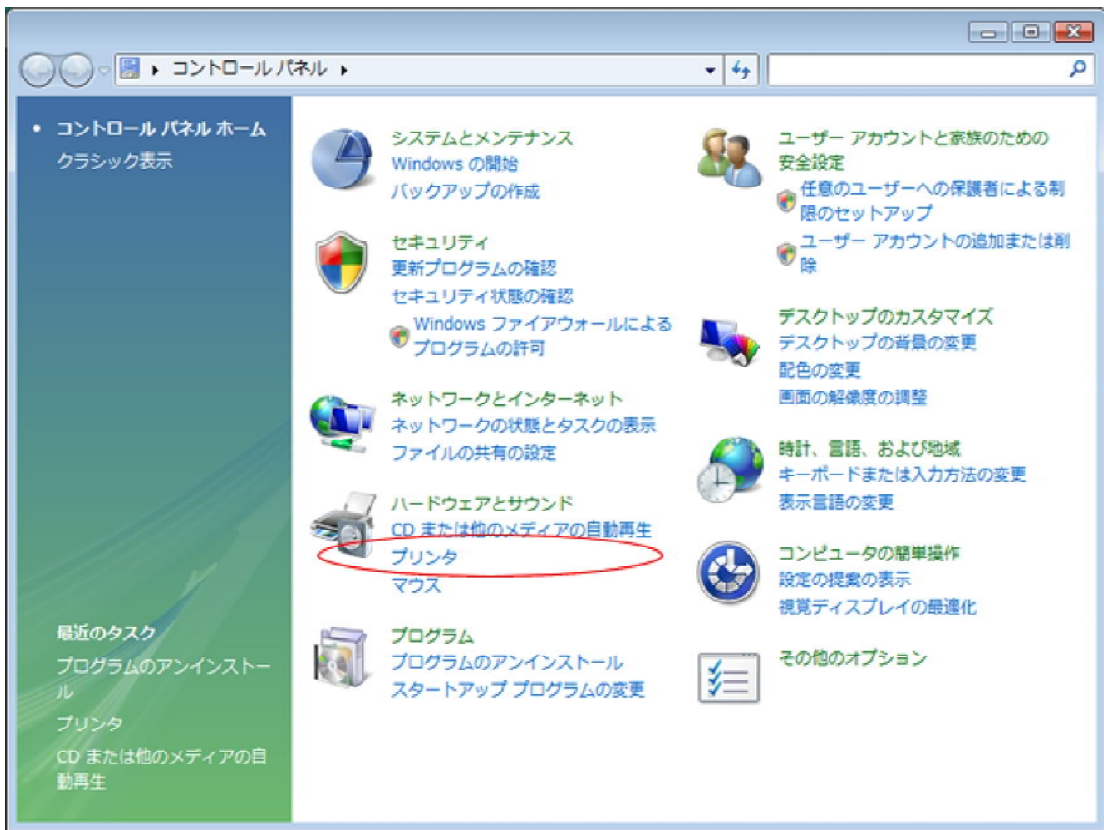 コントロール パネル
コントロール パネル ホーム
クラシック表示
最近のタスク
プログラムのアンインストー
ル
プリンタ
CD または他のメディアの自
動再生
システムとメンテナンス
Windows の開始
バックアップの作成
セキュリティ
更新プログラムの確認
セキュリティ状態の確認
Windows ファイアウォールによる
プログラムの許可
ネットワークとインターネット
ネットワークの状態とタスクの表示
ファイルの共有の設定
ハードウェアとサウンド
CD または他のメディアの自動再生
プリンタ
マウス
プログラム
プログラムのアンインストール
スタートアップ プログラムの変更
ユーザー アカウントと家族のための
安全設定
任意のユーザーへの保護者による制
限のセットアップ
ユーザー アカウントの追加または削
除
デスクトップのカスタマイズ
デスクトップの背景の変更
配色の変更
画面の解像度の調整
時計、言語、および地域
キーボードまたは入力方法の変更
表示言語の変更
コンピュータの簡単操作
設定の提案の表示
視覚ディスプレイの最適化
その他のオプション